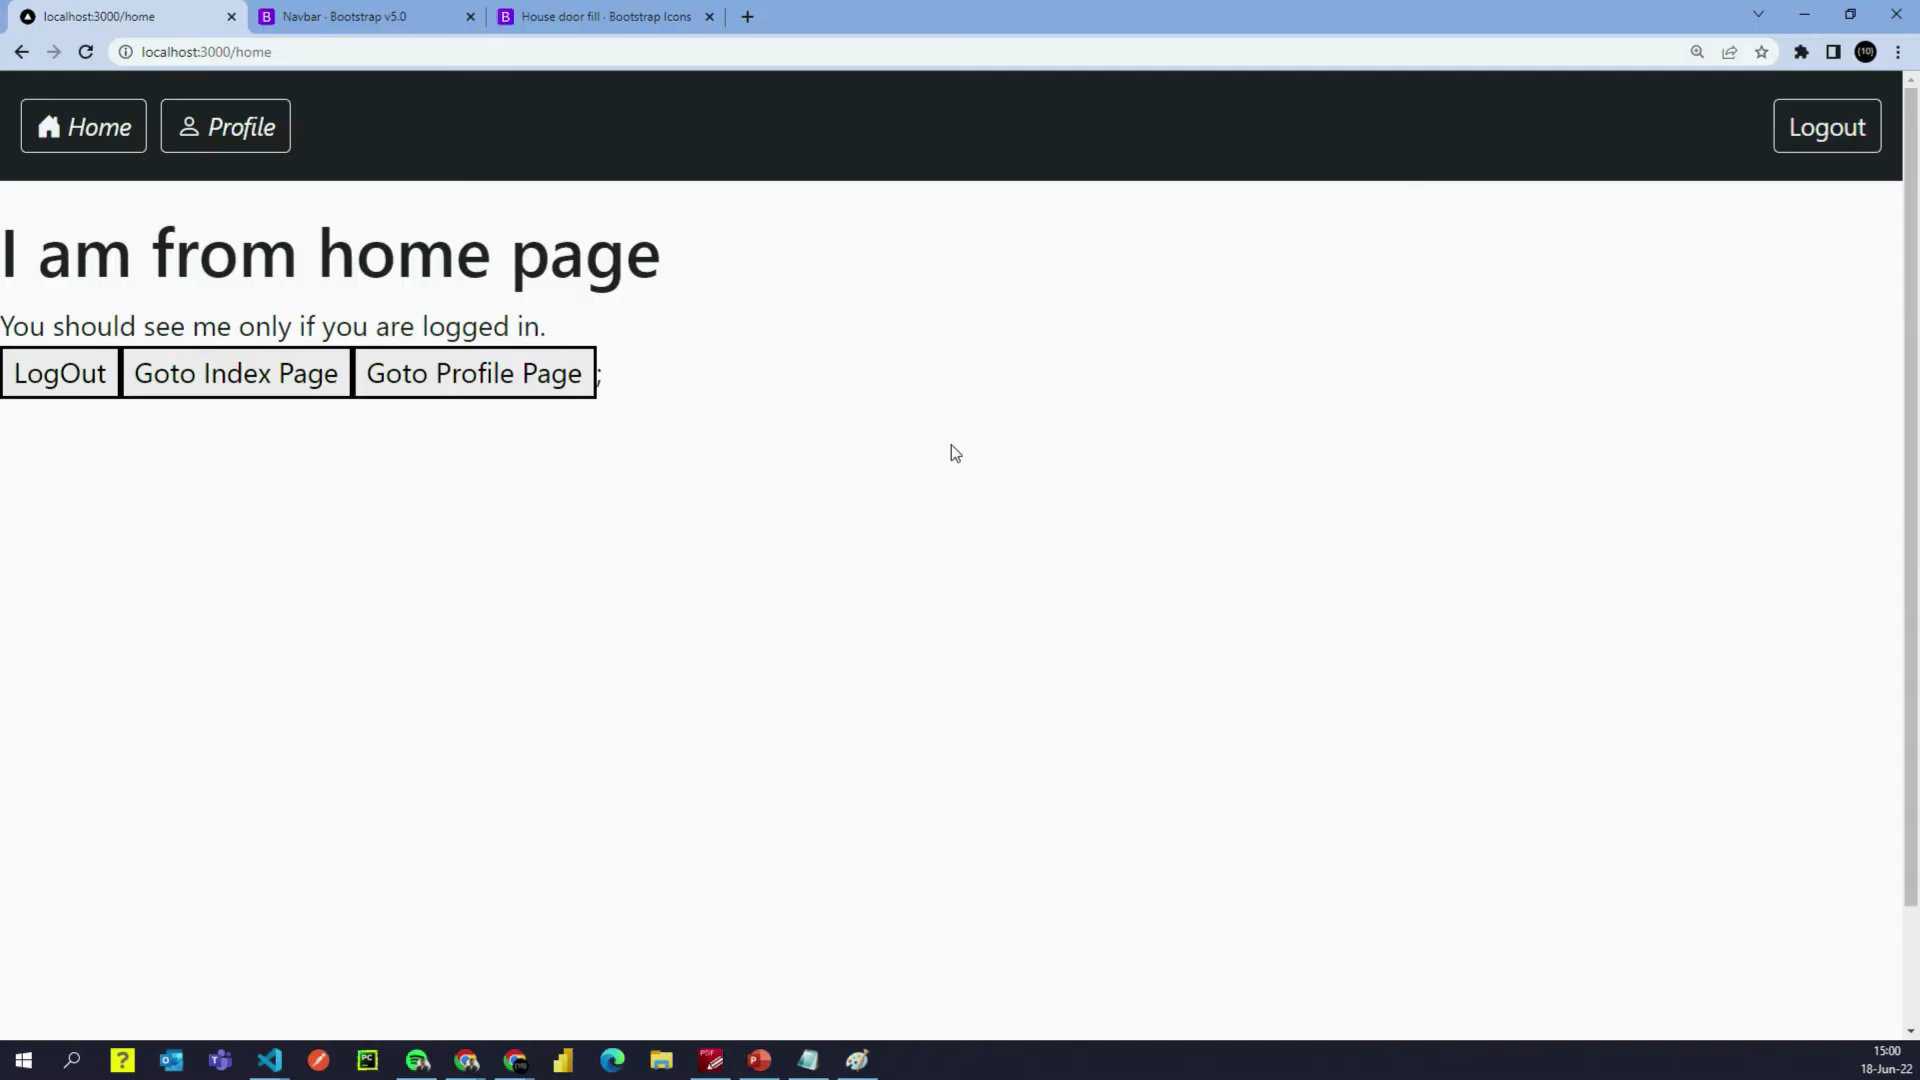 localhost:3000/home
Navbar · Bootstrap v5.0
House door fill · Bootstrap Icons
localhost:3000/home
Home
Profile
Logout
I am from home page
You should see me only if you are logged in.
LogOut Goto Index Page Goto Profile Page ;
15:00
18-Jun-22